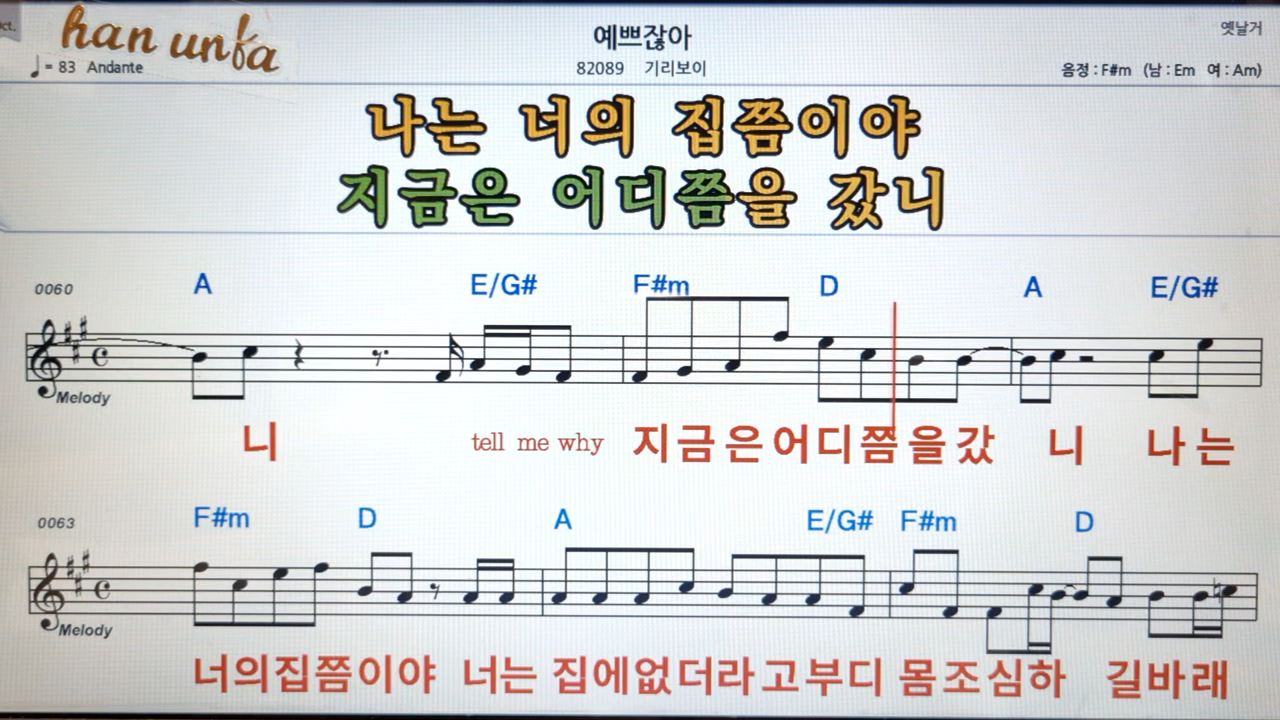 ct.
han unfa
예쁘잖아
옛날거
♩= 83 Andante
82089 기리보이
음정 : F#m (남 : Em 여 : Am)
나는 너의 집쯤이야
지금은 어디쯤을 갔니
0060 A E/G# F#m D A E/G#
Melody
니 tell me why 지금은어디쯤을갔 니 나는
0063 F#m D A E/G# F#m D
Melody
너의집쯤이야 너는 집에없더라고부디 몸조심하 길바래